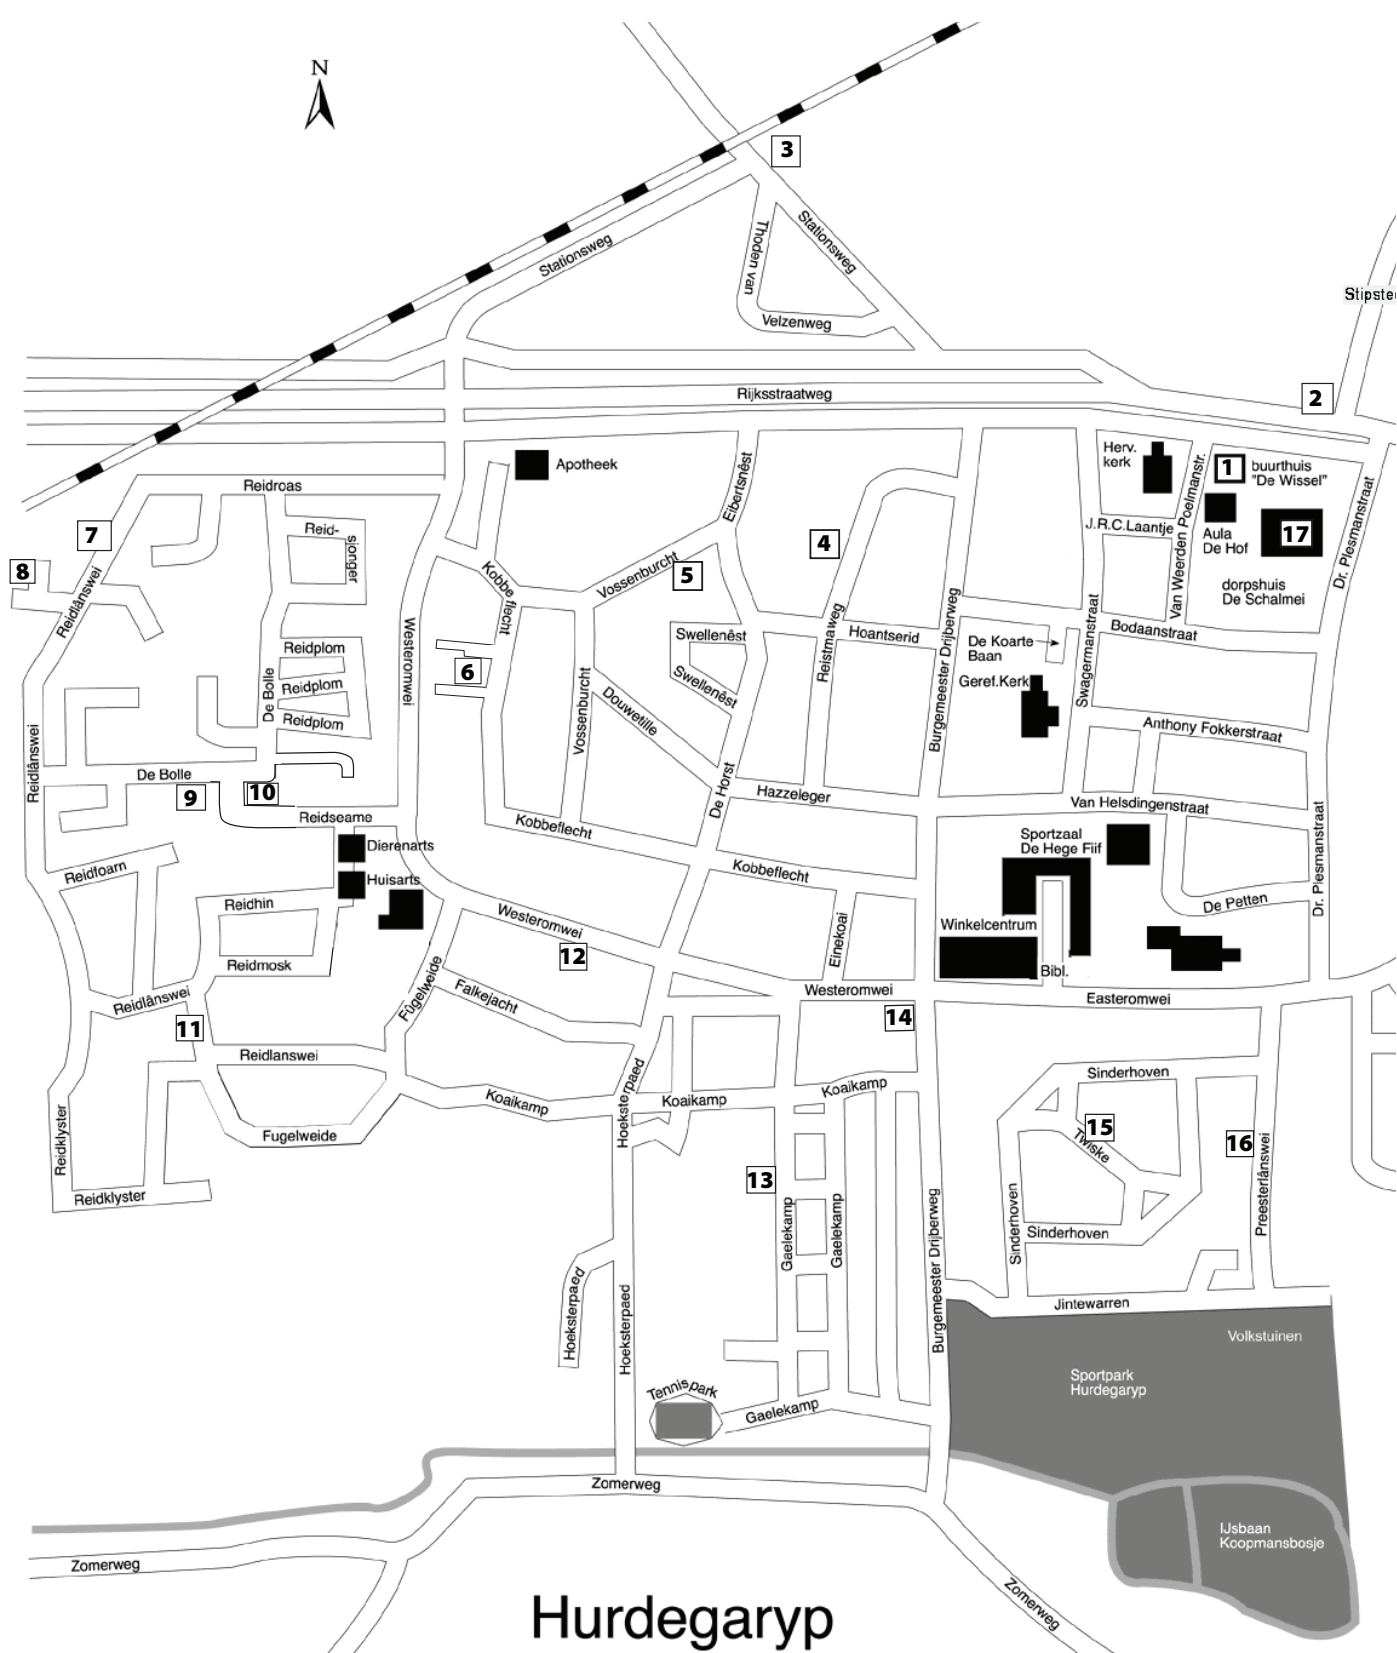 N
3
Stationsweg
Stationsweg
Thoden van
Velzenweg
2
Rijksstraatweg
Apotheek
Herv.
kerk
1
buurthuis
"De Wissel"
Reidroas
Eibertsnêst
Reid-
sjonger
7
4
J.R.C.Laantje
Van Weerden Poelmanstr.
Aula
De Hof
17
Dr. Plesmanstraat
8
Reidlânswei
Kobbe flecht
Vossenburcht
5
dorpshuis
De Schalmei
Westeromwei
Reidplom
Reidplom
Reidplom
De Bolle
6
Swellenêst
Swellenêst
Reistmaweg
Hoantserid
Burgemeester Drijberweg
De Koarte
Baan
Geref.Kerk
Swagermanstraat
Bodaanstraat
Anthony Fokkerstraat
Reidlânswei
Vossenburcht
Douwetille
De Horst
De Bolle
9
10
Hazzeleger
Van Helsdingenstraat
Reidseame
Kobbeflecht
Dierenarts
Huisarts
Sportzaal
De Hege Fiif
Dr. Plesmanstraat
Reidfoarn
Kobbeflecht
Reidhin
De Petten
Westeromwei
12
Einekoai
Winkelcentrum
Bibl.
Reidmosk
Reidlânswei
Fûgelweide
Falkejacht
Westeromwei
Easteromwei
11
14
Reidlanswei
Hoeksterpaed
Koaikamp
Koaikamp
Koaikamp
Sinderhoven
Fugelweide
Reidklyster
Reidklyster
15
Twiske
16
Preesterlânswei
13
Gaelekamp
Gaelekamp
Burgemeester Drijberweg
Sinderhoven
Sinderhoven
Hoeksterpaed
Hoeksterpaed
Jintewarren
Volkstuinen
Sportpark
Hurdegaryp
Tennispark
Gaelekamp
Zomerweg
IJsbaan
Koopmansbosje
Zomerweg
Zomerweg
Hurdegaryp